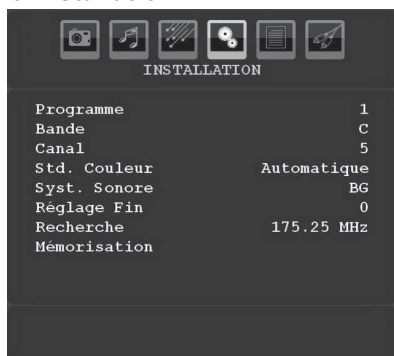 INSTALLATION
Programme 1
Bande C
Canal 5
Std. Couleur Automatique
Syst. Sonore BG
Réglage Fin 0
Recherche 175.25 MHz
Mémorisation